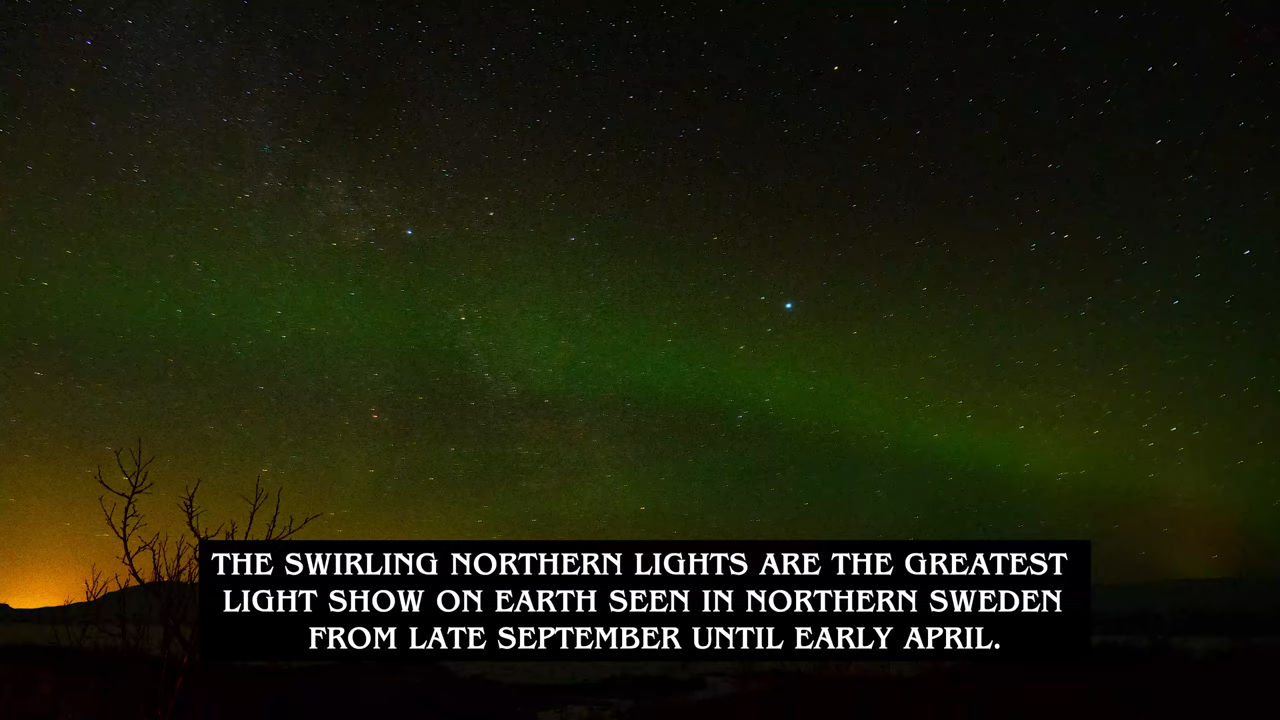 THE SWIRLING NORTHERN LIGHTS ARE THE GREATEST
LIGHT SHOW ON EARTH SEEN IN NORTHERN SWEDEN
FROM LATE SEPTEMBER UNTIL EARLY APRIL.